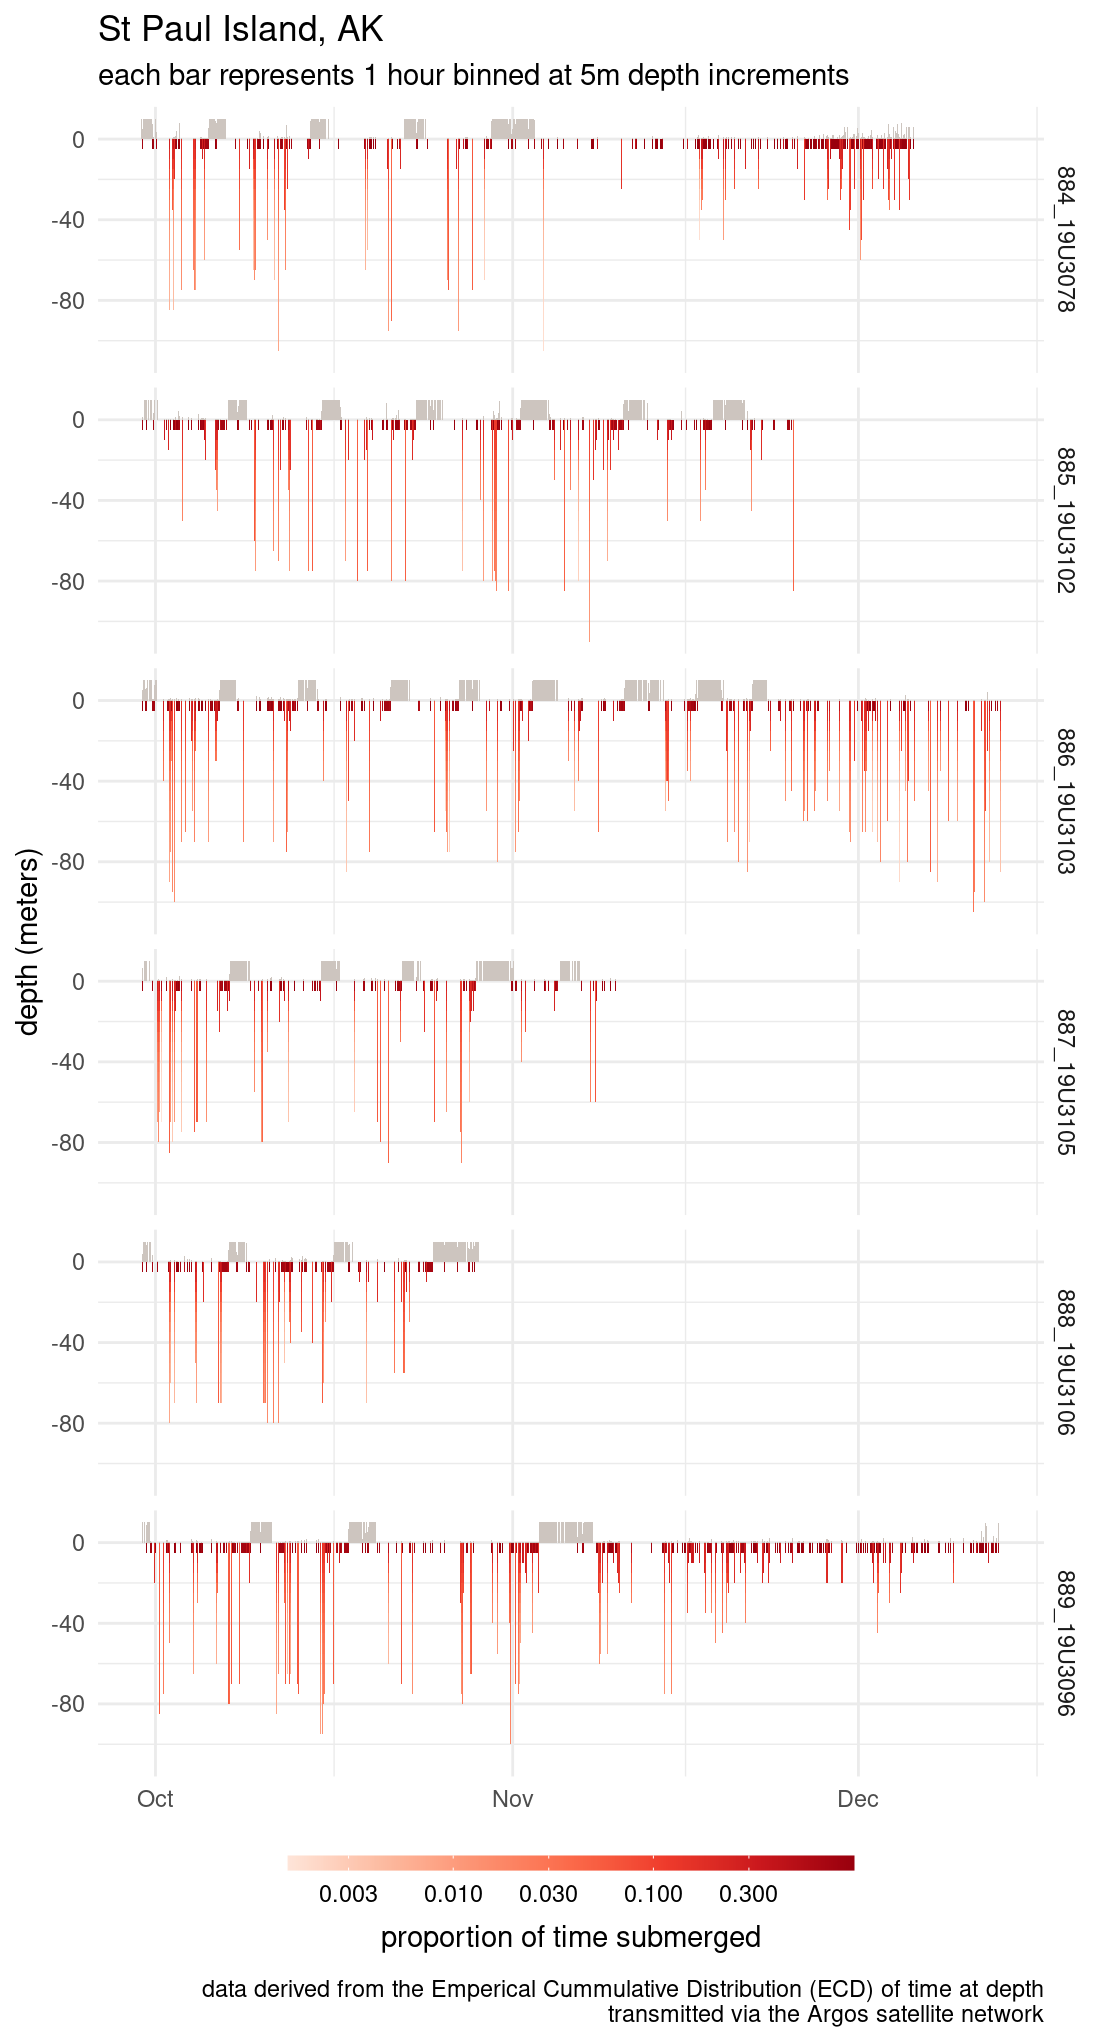 St Paul Island, AK
each bar represents 1 hour binned at 5m depth increments
depth (meters)
0
-40
-80
884_19U3078
0
-40
-80
885_19U3102
0
-40
-80
886_19U3103
0
-40
-80
887_19U3105
0
-40
-80
888_19U3106
0
-40
-80
889_19U3096
Oct Nov Dec
0.003 0.010 0.030 0.100 0.300
proportion of time submerged
data derived from the Emperical Cummulative Distribution (ECD) of time at depth
transmitted via the Argos satellite network